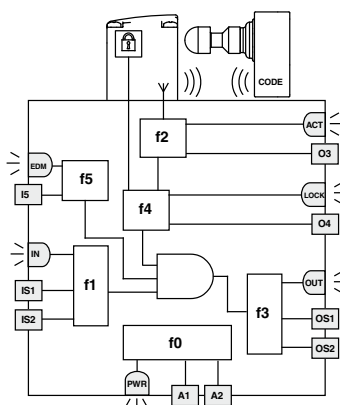 CODE
ACT
f2
O3
EDM
f5
I5
LOCK
f4
O4
IN
f1
IS1
IS2
OUT
f3
OS1
OS2
f0
PWR
A1
A2